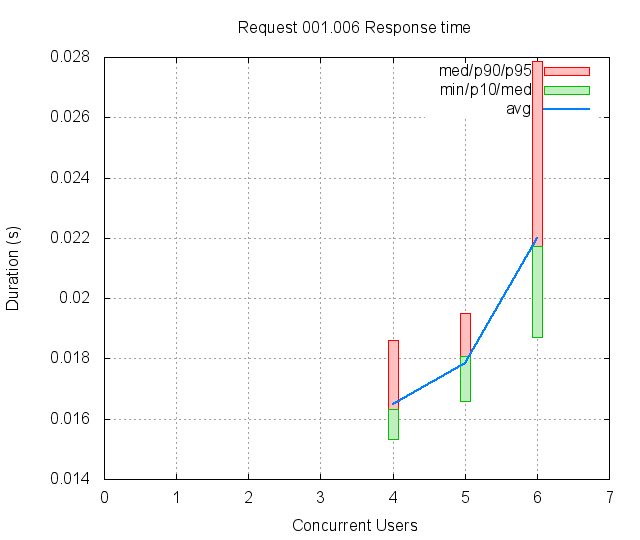 Request 001.006 Response time
0.028
med/p90/p95
min/p10/med
avg
0.026
0.024
0.022
0.02
0.018
0.016
0.014
Duration (s)
0 1 2 3 4 5 6 7
Concurrent Users